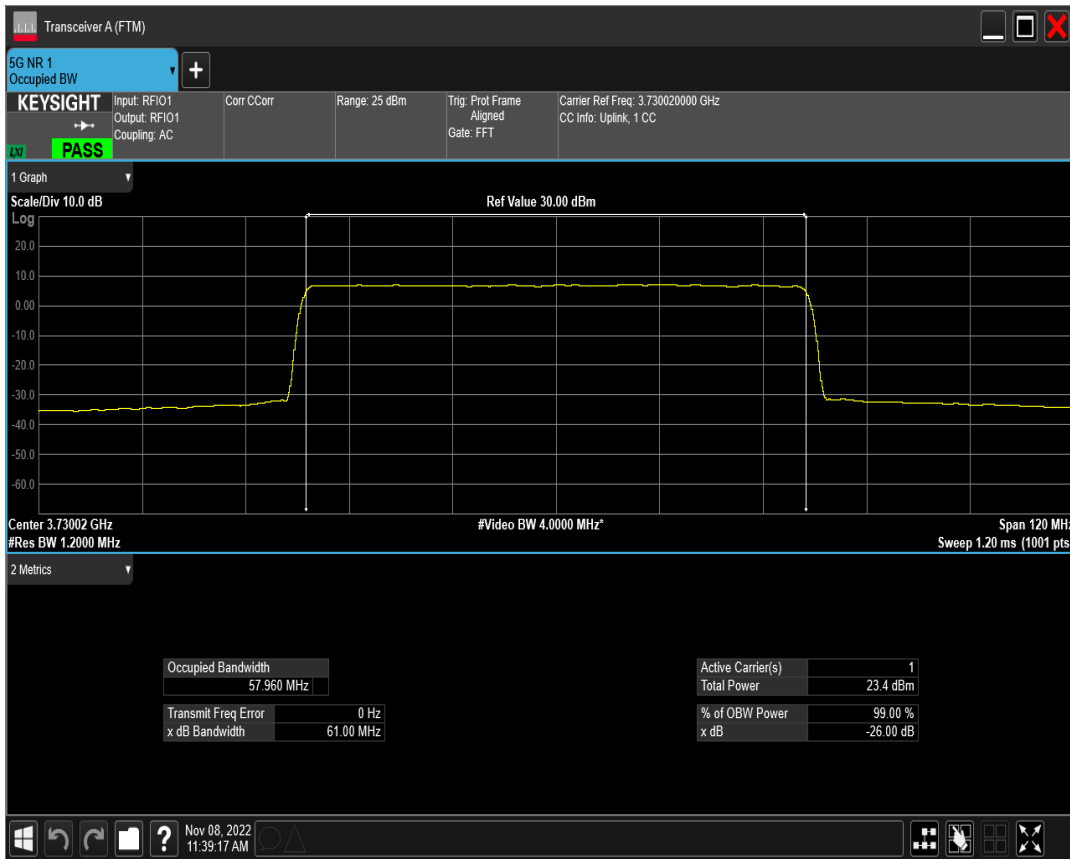 Transceiver A (FTM)
5G NR 1
Occupied BW
+
KEYSIGHT
Input: RFIO1
Output: RFIO1
Coupling: AC
Corr CCorr
Range: 25 dBm
Trig: Prot Frame
Aligned
Gate: FFT
Carrier Ref Freq: 3.730020000 GHz
CC Info: Uplink, 1 CC
LXI
PASS
1 Graph
Scale/Div 10.0 dB
Ref Value 30.00 dBm
Log
20.0
10.0
0.00
-10.0
-20.0
-30.0
-40.0
-50.0
-60.0
Center 3.73002 GHz
#Video BW 4.0000 MHz*
Span 120 MHz
#Res BW 1.2000 MHz
Sweep 1.20 ms (1001 pts
2 Metrics
Occupied Bandwidth
57.960 MHz
Transmit Freq Error 0 Hz
x dB Bandwidth 61.00 MHz
Active Carrier(s) 1
Total Power 23.4 dBm
% of OBW Power 99.00 %
x dB -26.00 dB
?
Nov 08, 2022
11:39:17 AM